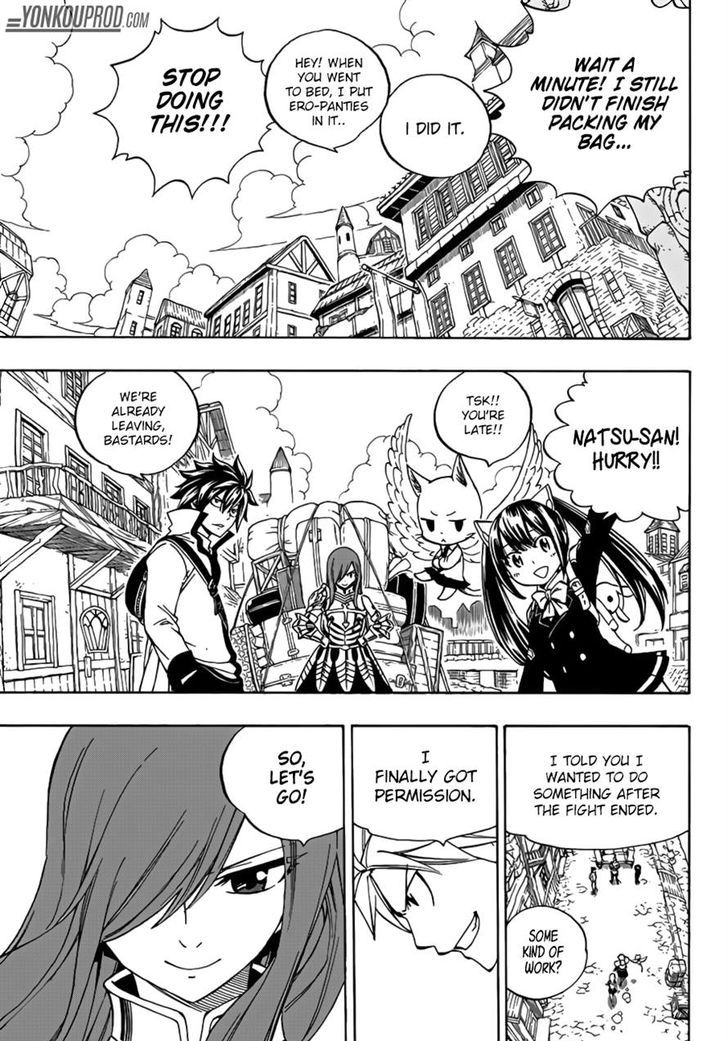 =YONKOUPROD.COM
WAIT A
MINUTE! I STILL
DIDN'T FINISH
PACKING MY
BAG...
I DID IT.
HEY! WHEN
YOU WENT
TO BED, I PUT
ERO-PANTIES
IN IT..
STOP
DOING
THIS!!!
NATSU-SAN!
HURRY!!
TSK!!
YOU'RE
LATE!!
WE'RE
ALREADY
LEAVING,
BASTARDS!
I TOLD YOU I
WANTED TO DO
SOMETHING AFTER
THE FIGHT ENDED.
SOME
KIND OF
WORK?
I
FINALLY GOT
PERMISSION.
SO,
LET'S
GO!